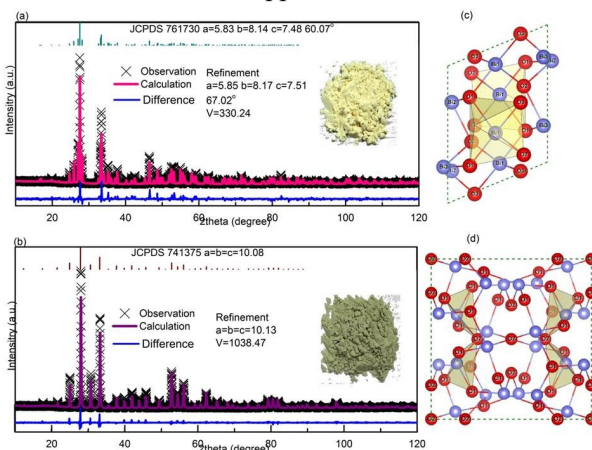 (a)
JCPDS 761730 a=5.83 b=8.14 c=7.48 60.07°
Observation
Calculation
Difference
Refinement
a=5.85 b=8.17 c=7.51
67.02°
V=330.24
Intensitry (a.u.)
20 40 60 80 100 120
2theta (degree)
(b)
JCPDS 741375 a=b=c=10.08
Observation
Calculation
Difference
Refinement
a=b=c=10.13
V=1038.47
Intensitry (a.u.)
20 40 60 80 100 120
2theta (degree)
(c)
(d)